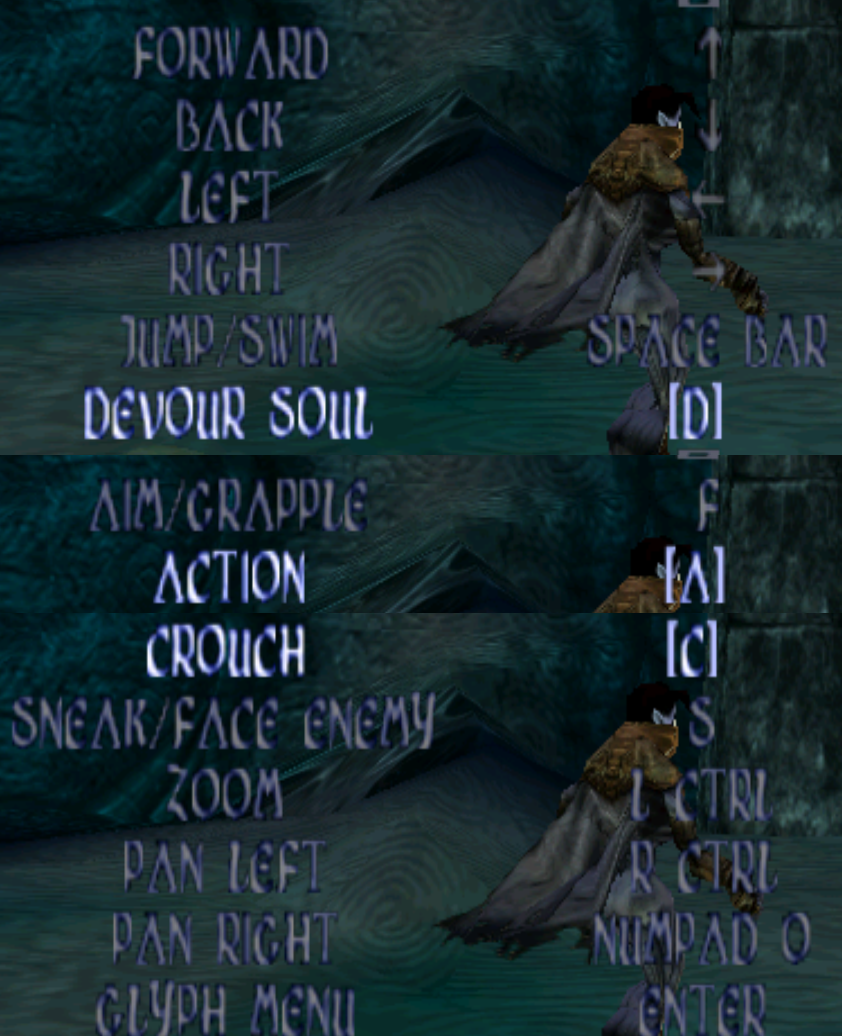 FORWARD ↑
BACK ↓
LEFT ←
RIGHT →
JUMP/SWIM SPACE BAR
DEVOUR SOUL [D]
AIM/GRAPPLE F
ACTION [A]
CROUCH [C]
SNEAK/FACE ENEMY S
ZOOM L CTRL
PAN LEFT R CTRL
PAN RIGHT NUMPAD 0
GLYPH MENU ENTER